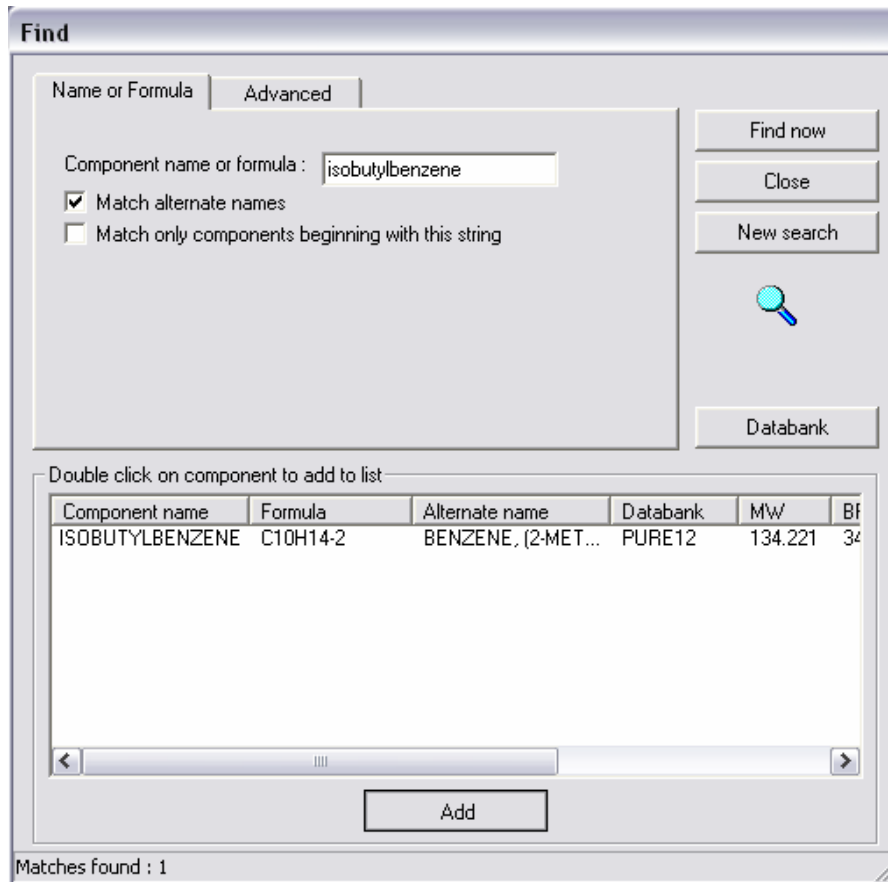 Find
Name or Formula Advanced
Find now
Component name or formula : isobutylbenzene
Close
Match alternate names
New search
Match only components beginning with this string
Databank
Double click on component to add to list
Component name Formula Alternate name Databank MW BF
ISOBUTYLBENZENE C10H14-2 BENZENE, (2-MET... PURE12 134.221 34
Add
Matches found : 1